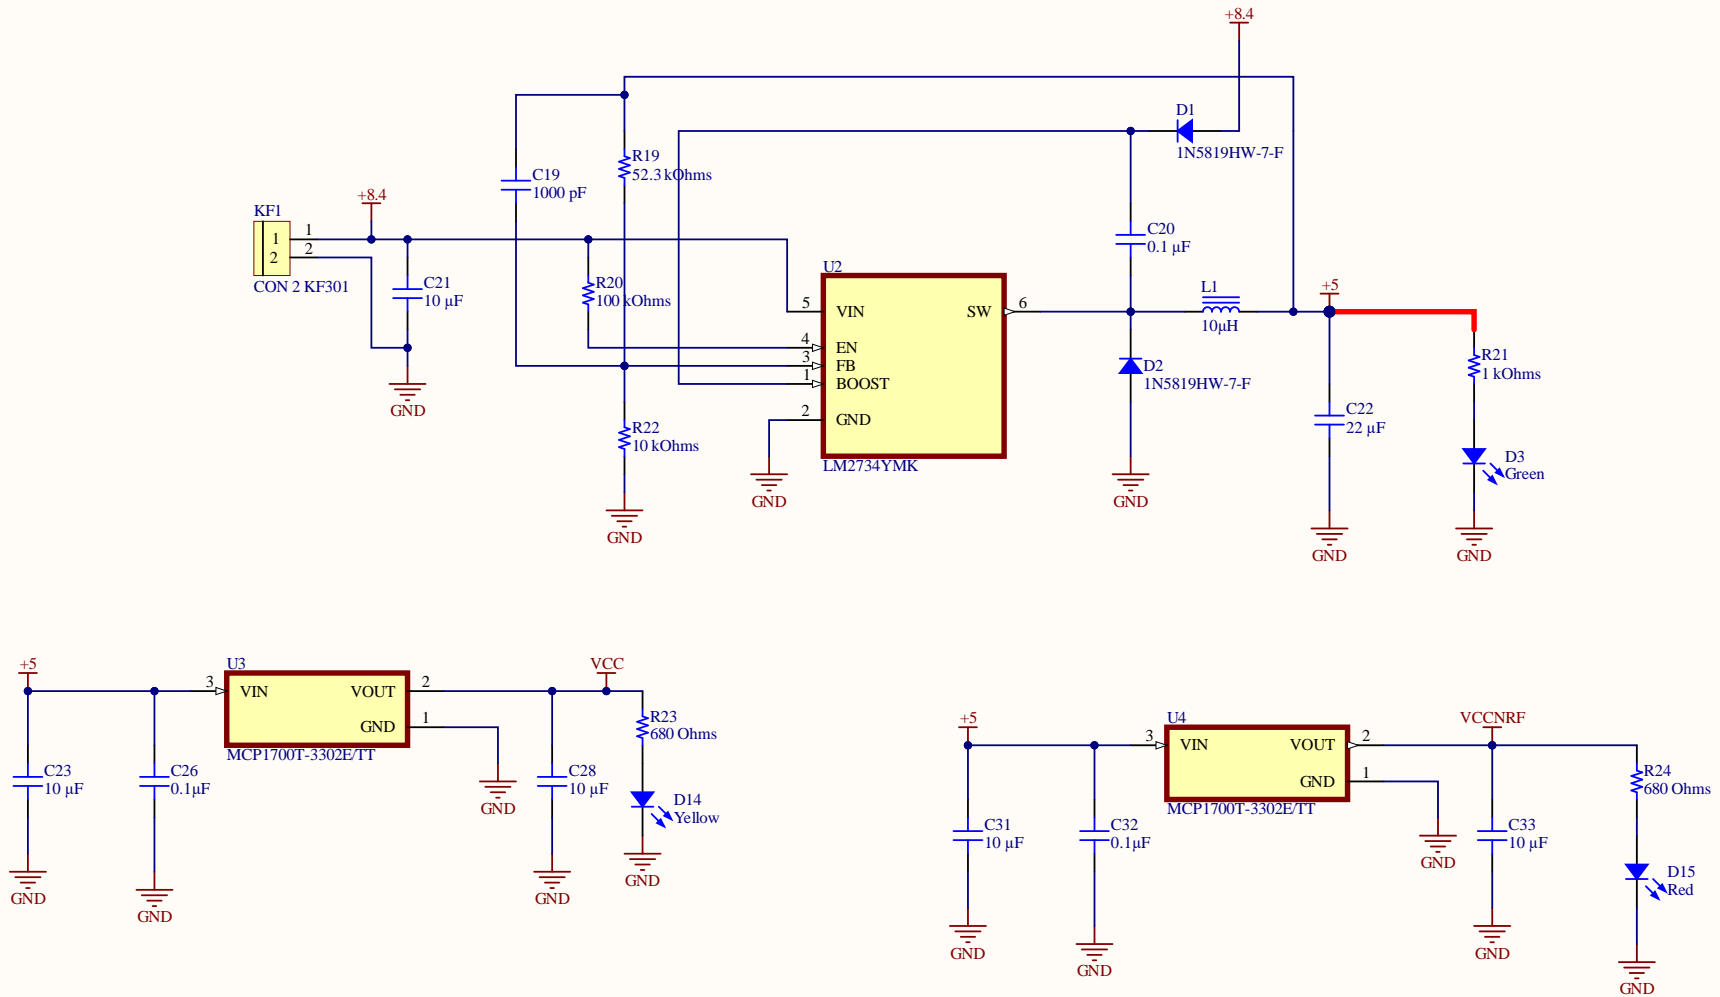 +8.4
D1
1N5819HW-7-F
R19
52.3 kOhms
C19
1000 pF
+8.4
KF1
1
1
2
2
CON 2 KF301
C21
10 µF
GND
R20
100 kOhms
C20
0.1 µF
U2
5
VIN
SW
6
4
EN
3
FB
1
BOOST
2
GND
LM2734YMK
GND
L1
10µH
+5
D2
1N5819HW-7-F
GND
R21
1 kOhms
C22
22 µF
GND
D3
Green
GND
R22
10 kOhms
GND
+5
U3
3
VIN
VOUT
2
GND
1
MCP1700T-3302E/TT
GND
VCC
R23
680 Ohms
C23
10 µF
GND
C26
0.1µF
GND
C28
10 µF
GND
D14
Yellow
GND
+5
U4
3
VIN
VOUT
2
GND
1
MCP1700T-3302E/TT
GND
VCCNRF
R24
680 Ohms
C31
10 µF
GND
C32
0.1µF
GND
C33
10 µF
GND
D15
Red
GND